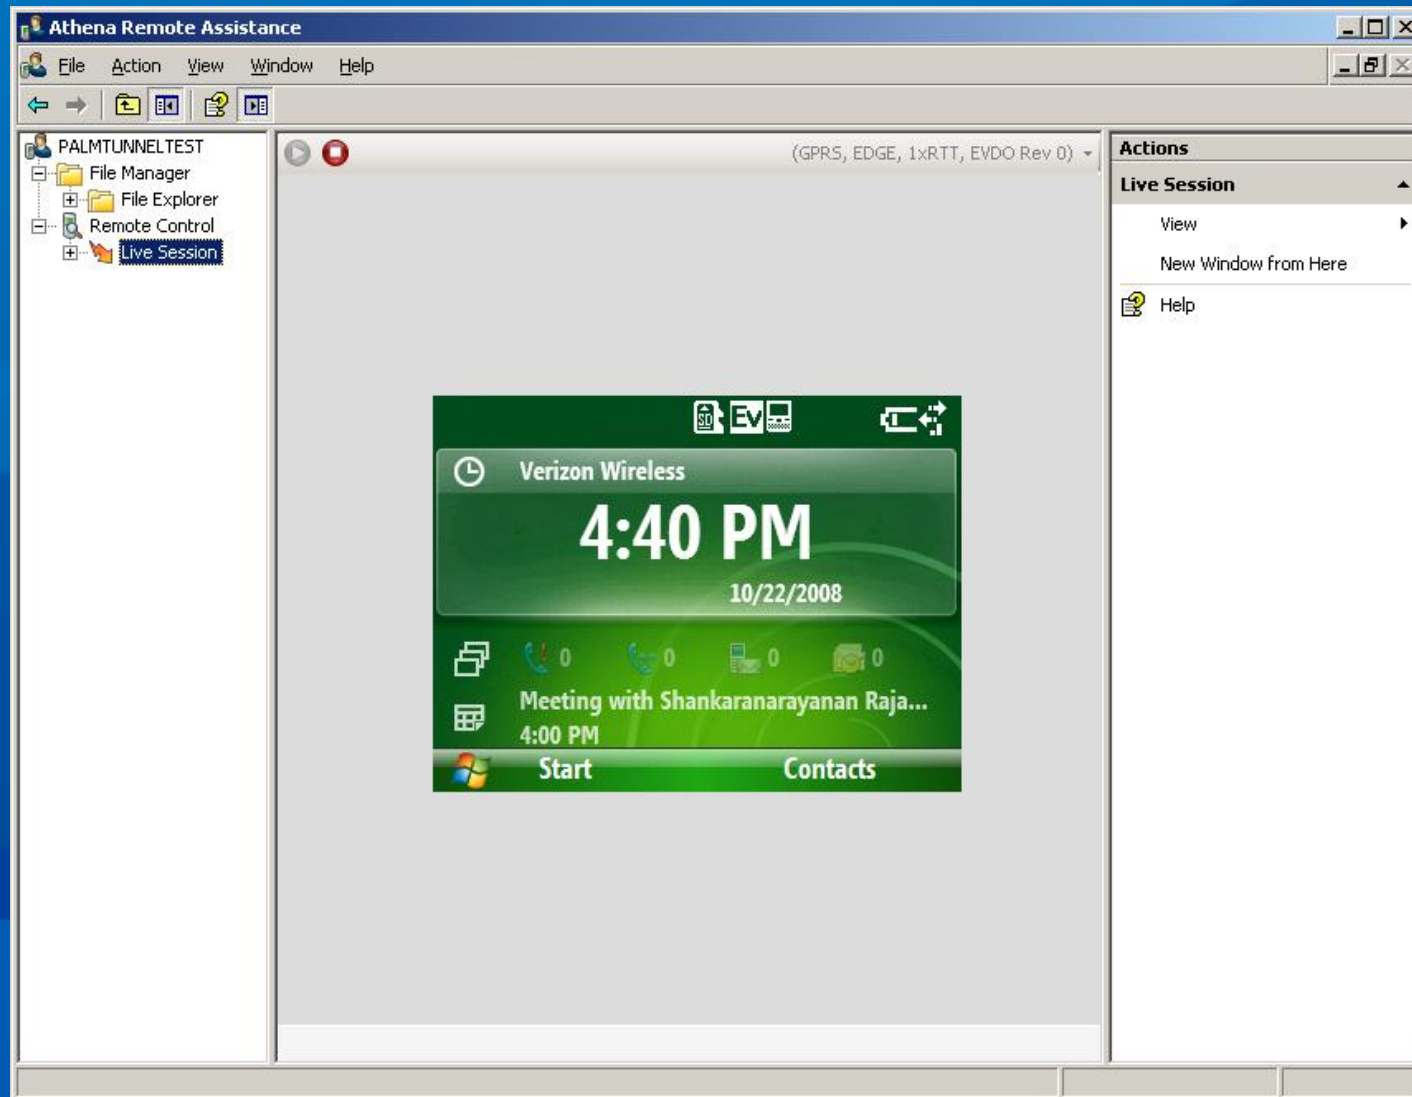 Athena Remote Assistance
File Action View Window Help
PALMTUNNELTEST
File Manager
File Explorer
Remote Control
Live Session
(GPRS, EDGE, 1xRTT, EVDO Rev 0)
SD EV
Verizon Wireless
4:40 PM
10/22/2008
0 0 0 0
Meeting with Shankaranarayanan Raja...
4:00 PM
Start Contacts
Actions
Live Session
View
New Window from Here
Help